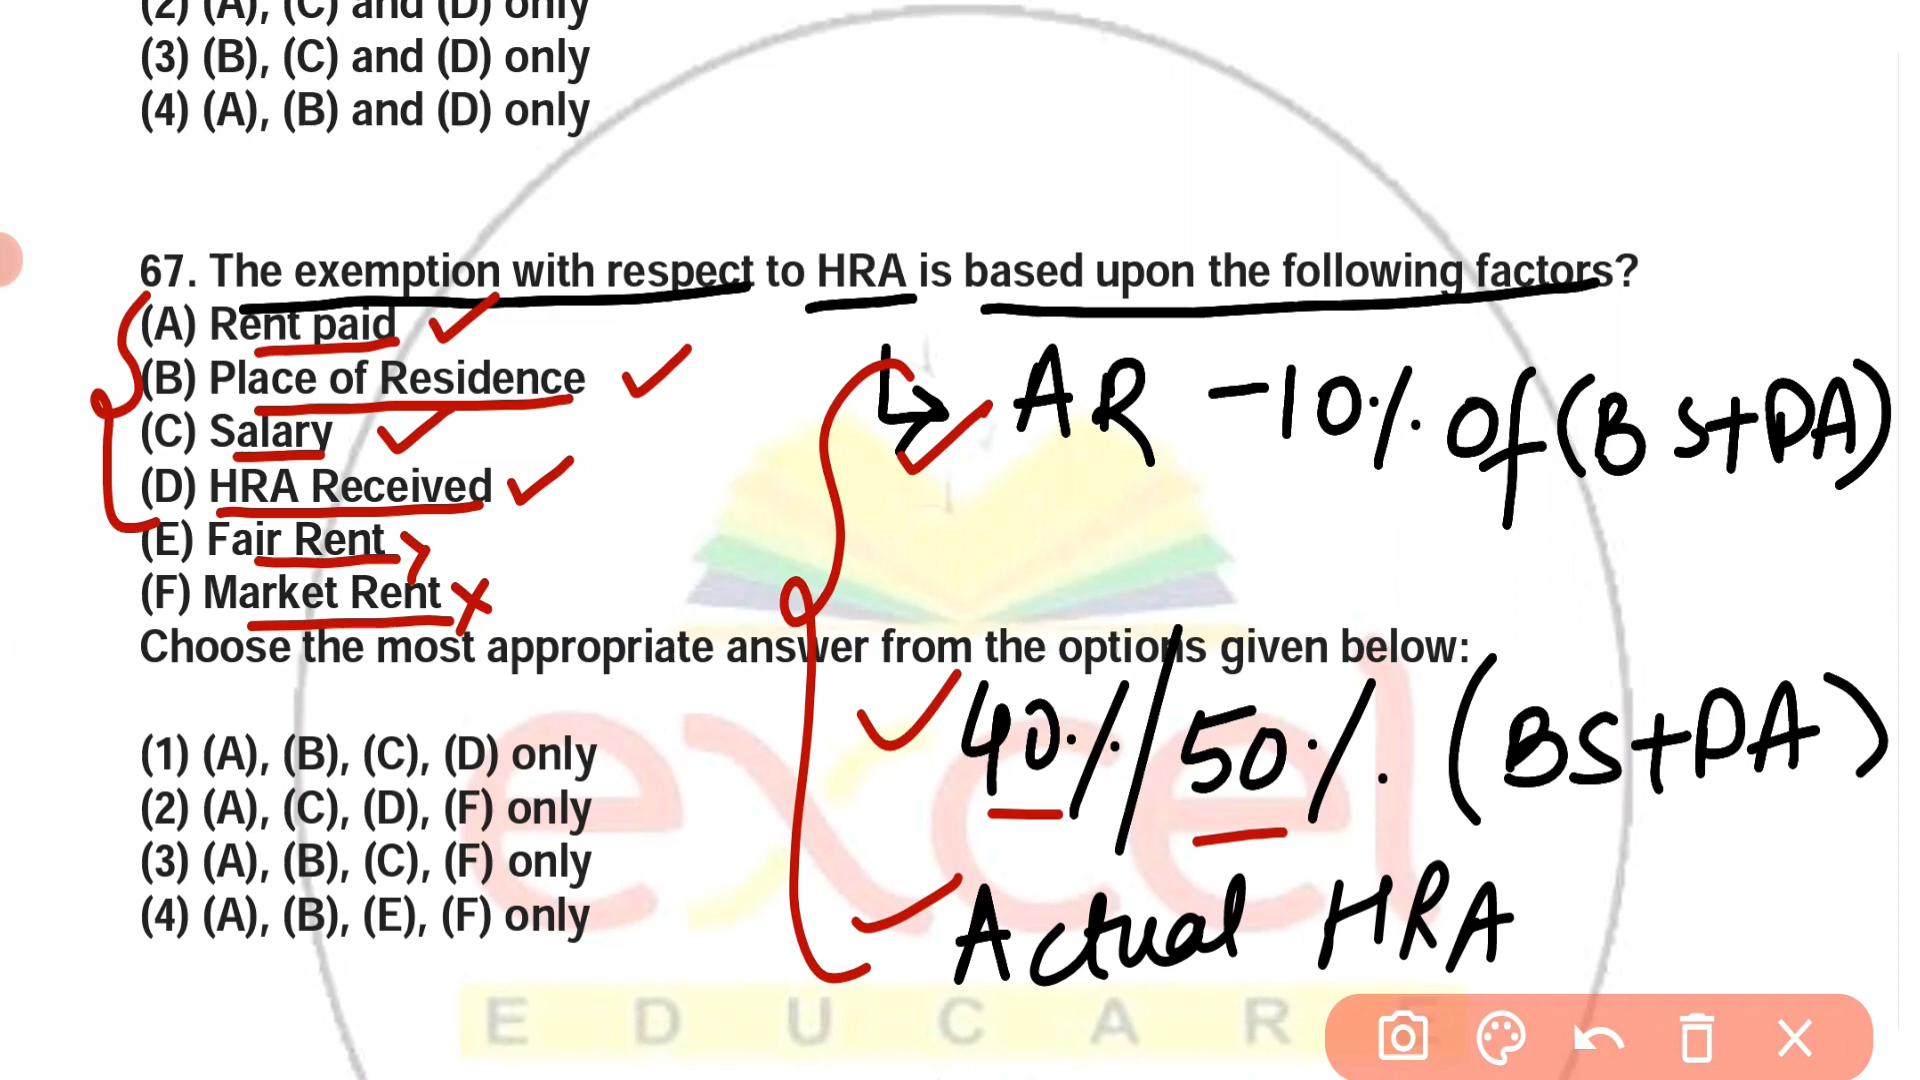 (2) (A), (C) and (D) only
(3) (B), (C) and (D) only
(4) (A), (B) and (D) only
67. The exemption with respect to HRA is based upon the following factors?
(A) Rent paid
(B) Place of Residence
(C) Salary
(D) HRA Received
(E) Fair Rent
(F) Market Rent
AR - 10% of (BS+DA)
Choose the most appropriate answer from the options given below:
40% / 50% (BS+DA)
Actual HRA
(1) (A), (B), (C), (D) only
(2) (A), (C), (D), (F) only
(3) (A), (B), (C), (F) only
(4) (A), (B), (E), (F) only
excel
EDUCARE